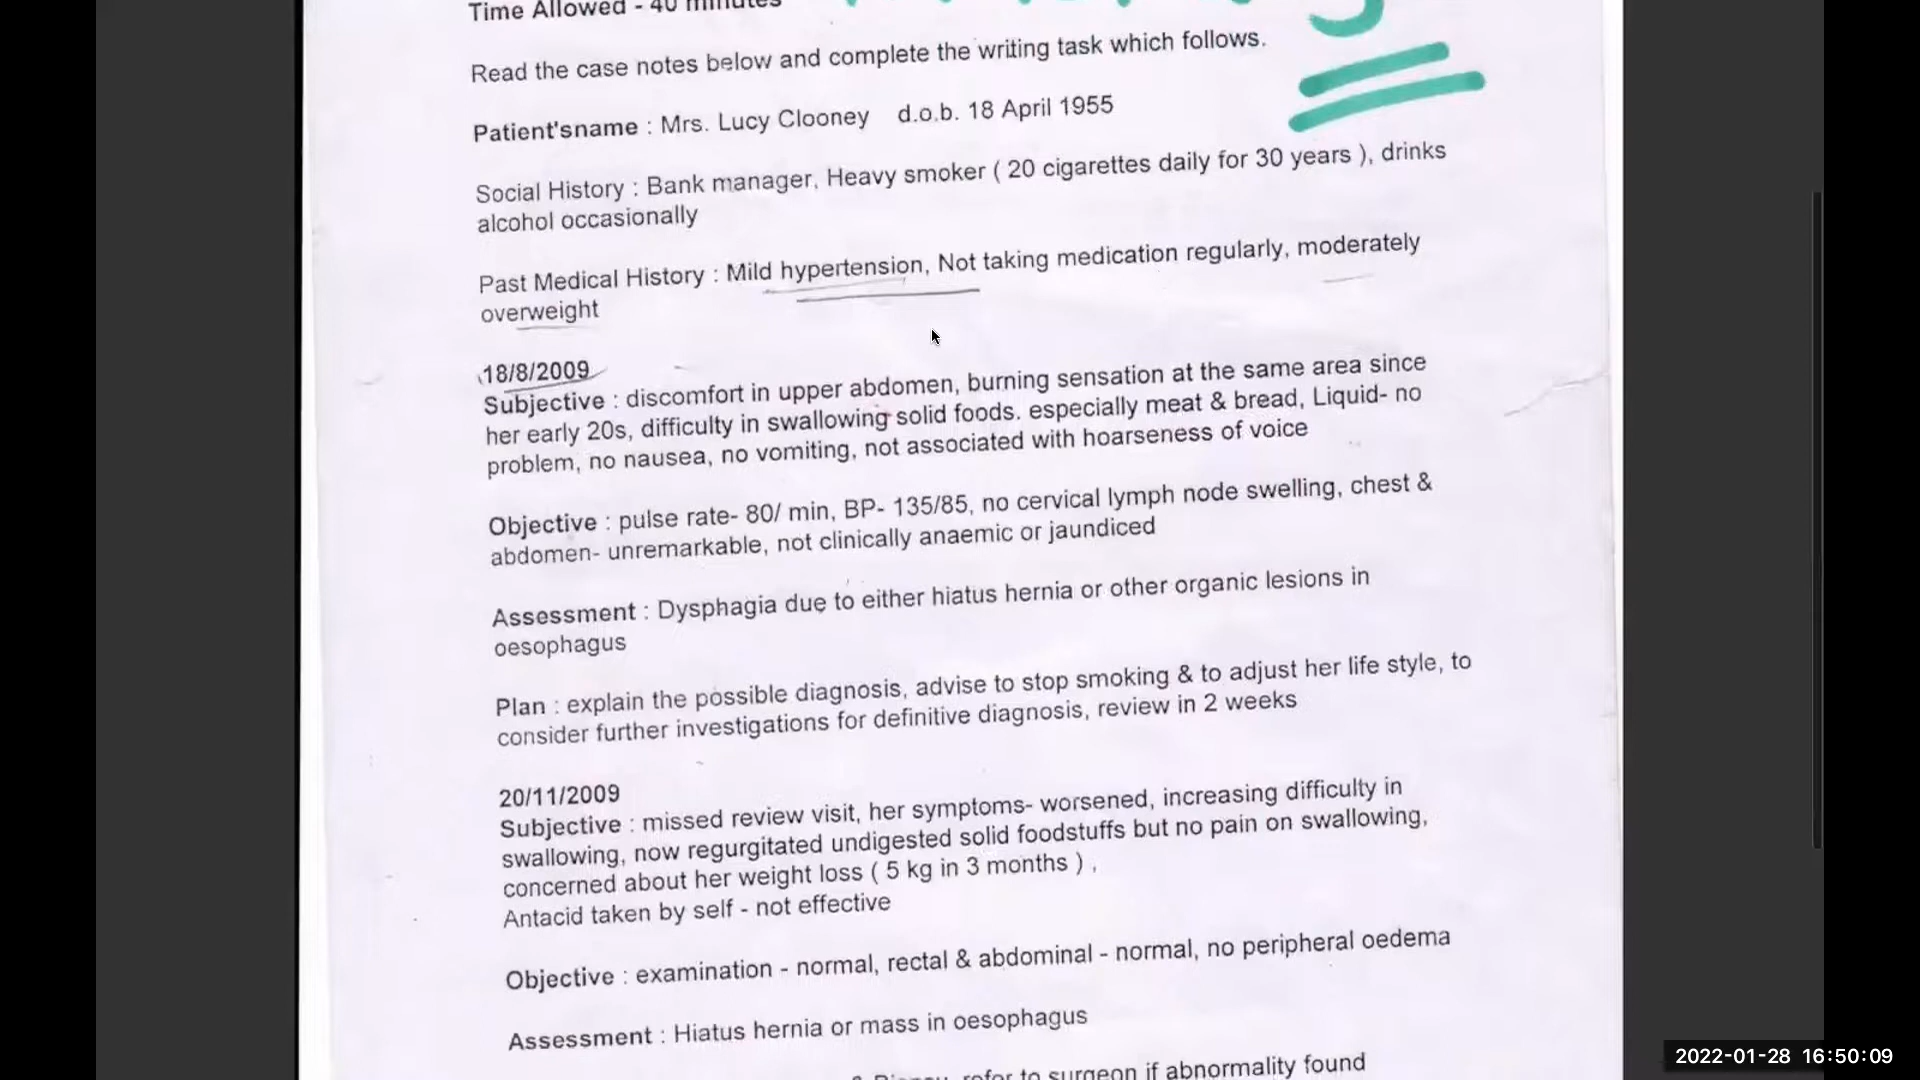 Time Allowed - 40 minutes
Read the case notes below and complete the writing task which follows.
Patient'sname : Mrs. Lucy Clooney d.o.b. 18 April 1955
Social History : Bank manager, Heavy smoker ( 20 cigarettes daily for 30 years ), drinks
alcohol occasionally
Past Medical History : Mild hypertension, Not taking medication regularly, moderately
overweight
18/8/2009
Subjective : discomfort in upper abdomen, burning sensation at the same area since
her early 20s, difficulty in swallowing solid foods. especially meat & bread, Liquid- no
problem, no nausea, no vomiting, not associated with hoarseness of voice
Objective : pulse rate- 80/ min, BP- 135/85, no cervical lymph node swelling, chest &
abdomen- unremarkable, not clinically anaemic or jaundiced
Assessment : Dysphagia due to either hiatus hernia or other organic lesions in
oesophagus
Plan : explain the possible diagnosis, advise to stop smoking & to adjust her life style, to
consider further investigations for definitive diagnosis, review in 2 weeks
20/11/2009
Subjective : missed review visit, her symptoms- worsened, increasing difficulty in
swallowing, now regurgitated undigested solid foodstuffs but no pain on swallowing,
concerned about her weight loss ( 5 kg in 3 months ) ,
Antacid taken by self - not effective
Objective : examination - normal, rectal & abdominal - normal, no peripheral oedema
Assessment : Hiatus hernia or mass in oesophagus
refer to surgeon if abnormality found
2022-01-28 16:50:09